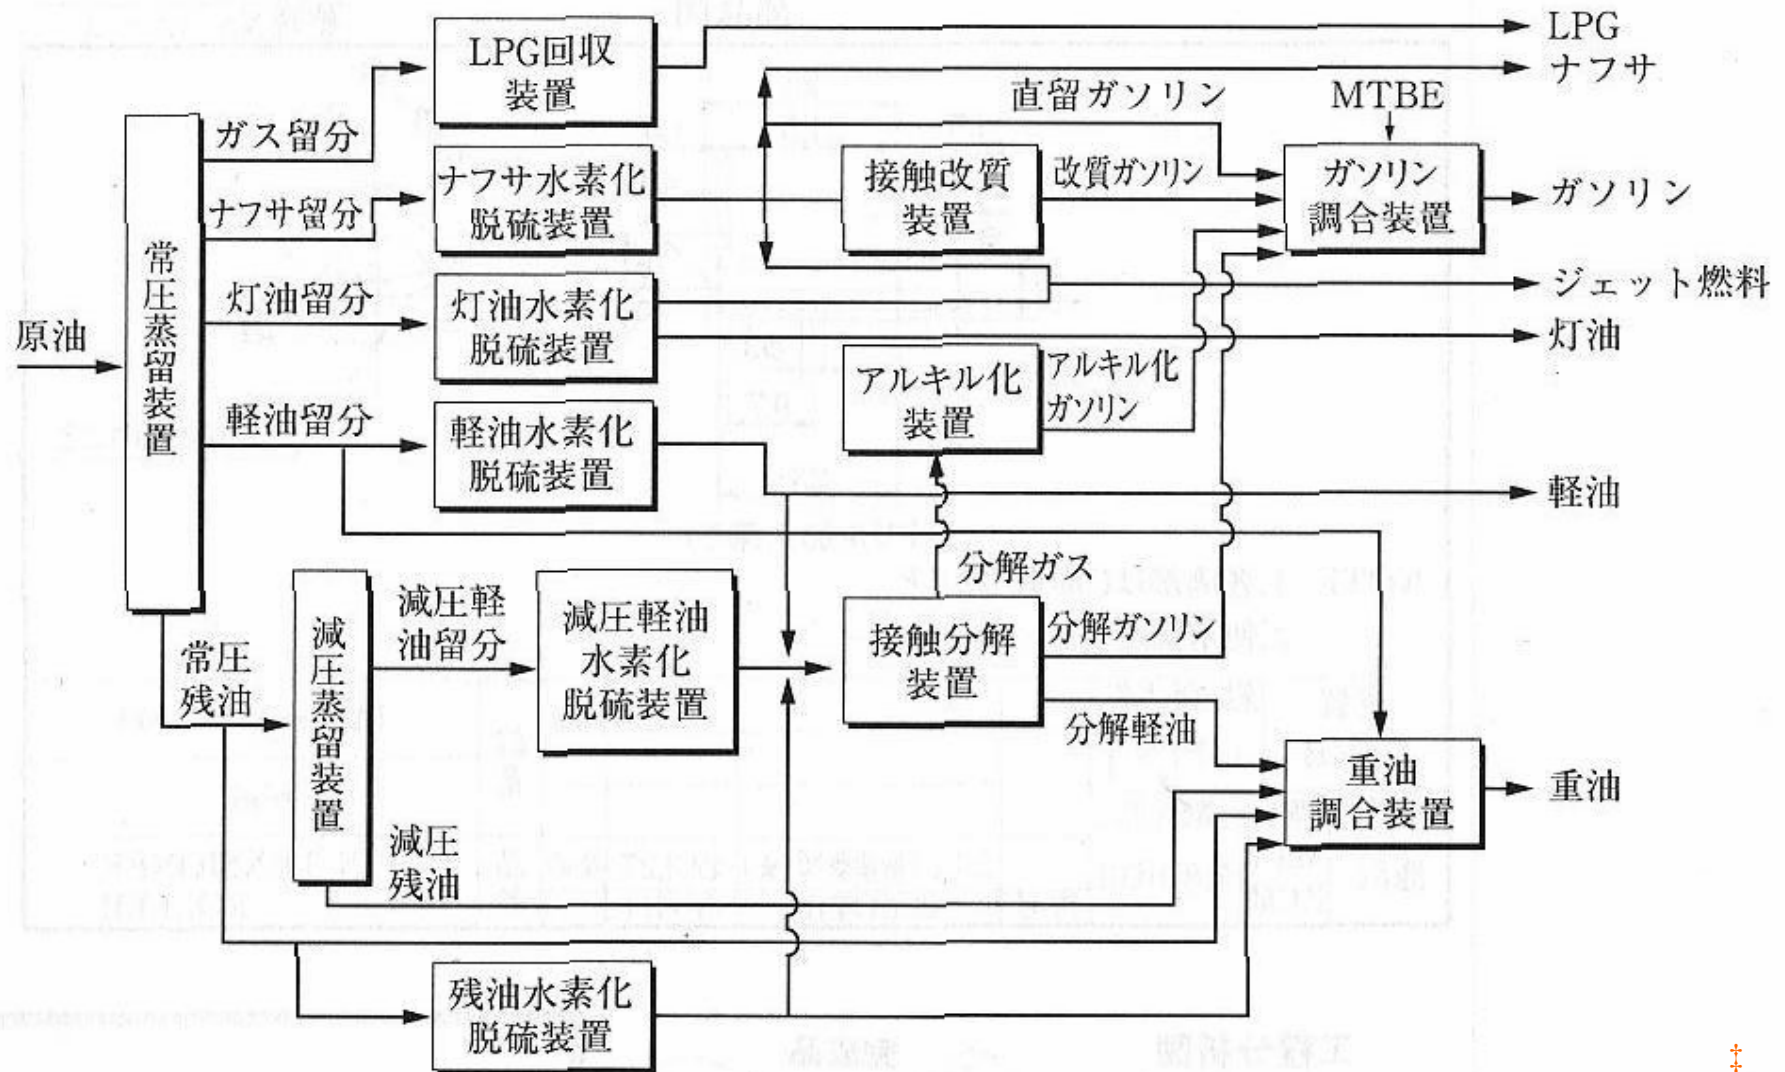 LPG回収
装置
LPG
ナフサ
直留ガソリン
MTBE
ガス留分
ナフサ水素化
脱硫装置
接触改質
装置
改質ガソリン
ガソリン
調合装置
ガソリン
ナフサ留分
常圧蒸留装置
灯油留分
灯油水素化
脱硫装置
ジェット燃料
原油
灯油
アルキル化
装置
アルキル化
ガソリン
軽油留分
軽油水素化
脱硫装置
軽油
分解ガス
減圧蒸留装置
減圧軽
油留分
減圧軽油
水素化
脱硫装置
接触分解
装置
分解ガソリン
常圧
残油
分解軽油
重油
調合装置
重油
減圧
残油
残油水素化
脱硫装置